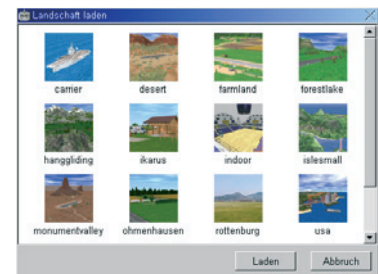 Landschaft laden
carrier desert farmland forestlake
hanggliding ikarus indoor islesmall
monumentvalley ohmenhausen rottenburg usa
Laden Abbruch